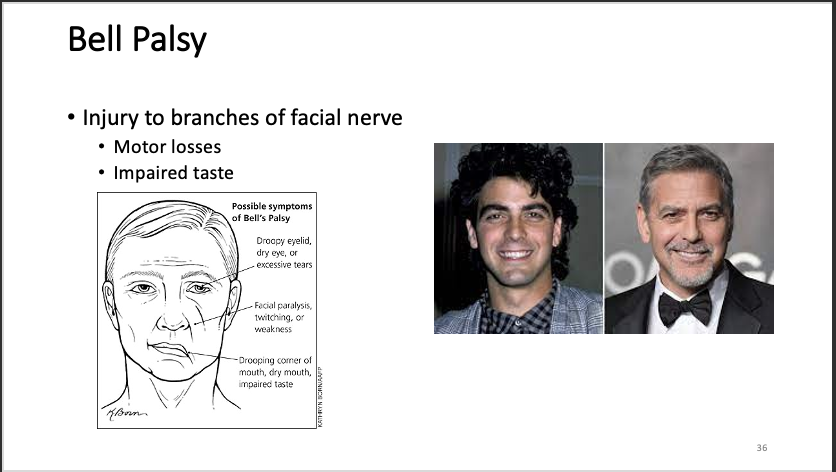 Bell Palsy
• Injury to branches of facial nerve
• Motor losses
• Impaired taste
Possible symptoms
of Bell's Palsy
Droopy eyelid,
dry eye, or
excessive tears
Facial paralysis,
twitching, or
weakness
Drooping corner of
mouth, dry mouth,
impaired taste
K.Born
KATHRYN BORN/AAFP
36